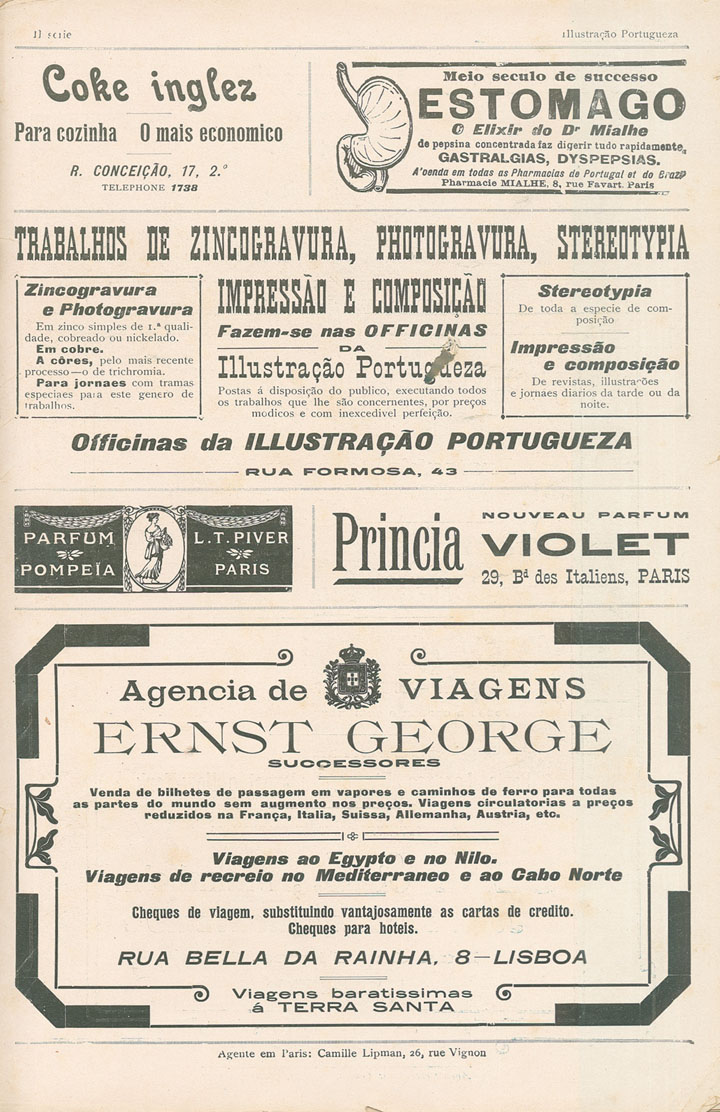 II serie
Illustração Portugueza
Coke inglez
Para cozinha O mais economico
R. CONCEIÇÃO, 17, 2.º
TELEPHONE 1738
Meio seculo de successo
ESTOMAGO
O Elixir do Dr Mialhe
de pepsina concentrada faz digerir tudo rapidamente,
GASTRALGIAS, DYSPEPSIAS.
A'venda em todas as Pharmacias de Portugal et do Brazil
Pharmacie MIALHE, 8, rue Favart. Paris
TRABALHOS DE ZINCOGRAVURA, PHOTOGRAVURA, STEREOTYPIA
IMPRESSÃO E COMPOSIÇÃO
Fazem-se nas OFFICINAS
DA
Illustração Portugueza
Postas á disposição do publico, executando todos
os trabalhos que lhe são concernentes, por preços
modicos e com inexcedivel perfeição.
Zincogravura
e Photogravura
Em zinco simples de 1.ª quali-
dade, cobreado ou nickelado.
Em cobre.
A côres, pelo mais recente
processo—o de trichromia.
Para jornaes com tramas
especiaes para este genero de
trabalhos.
Stereotypia
De toda a especie de com-
posição
Impressão
e composição
De revistas, illustrações
e jornaes diarios da tarde ou da
noite.
Officinas da ILLUSTRAÇÃO PORTUGUEZA
RUA FORMOSA, 43
PARFUM
POMPEÏA
L.T. PIVER
PARIS
Princia
NOUVEAU PARFUM
VIOLET
29, Bd des Italiens, PARIS
Agencia de VIAGENS
ERNST GEORGE
SUCCESSORES
Venda de bilhetes de passagem em vapores e caminhos de ferro para todas
as partes do mundo sem augmento nos preços. Viagens circulatorias a preços
reduzidos na França, Italia, Suissa, Allemanha, Austria, etc.
Viagens ao Egypto e no Nilo.
Viagens de recreio no Mediterraneo e ao Cabo Norte
Cheques de viagem, substituindo vantajosamente as cartas de credito.
Cheques para hoteis.
RUA BELLA DA RAINHA, 8—LISBOA
Viagens baratissimas
á TERRA SANTA
Agente em Paris: Camille Lipman, 26, rue Vignon